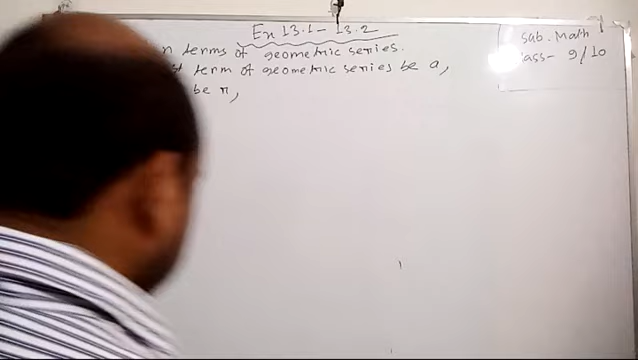 Ex 13.1 - 13.2
n terms of geometric series.
term of geometric series be a,
be r,
Sub. Math
ass- 9/10